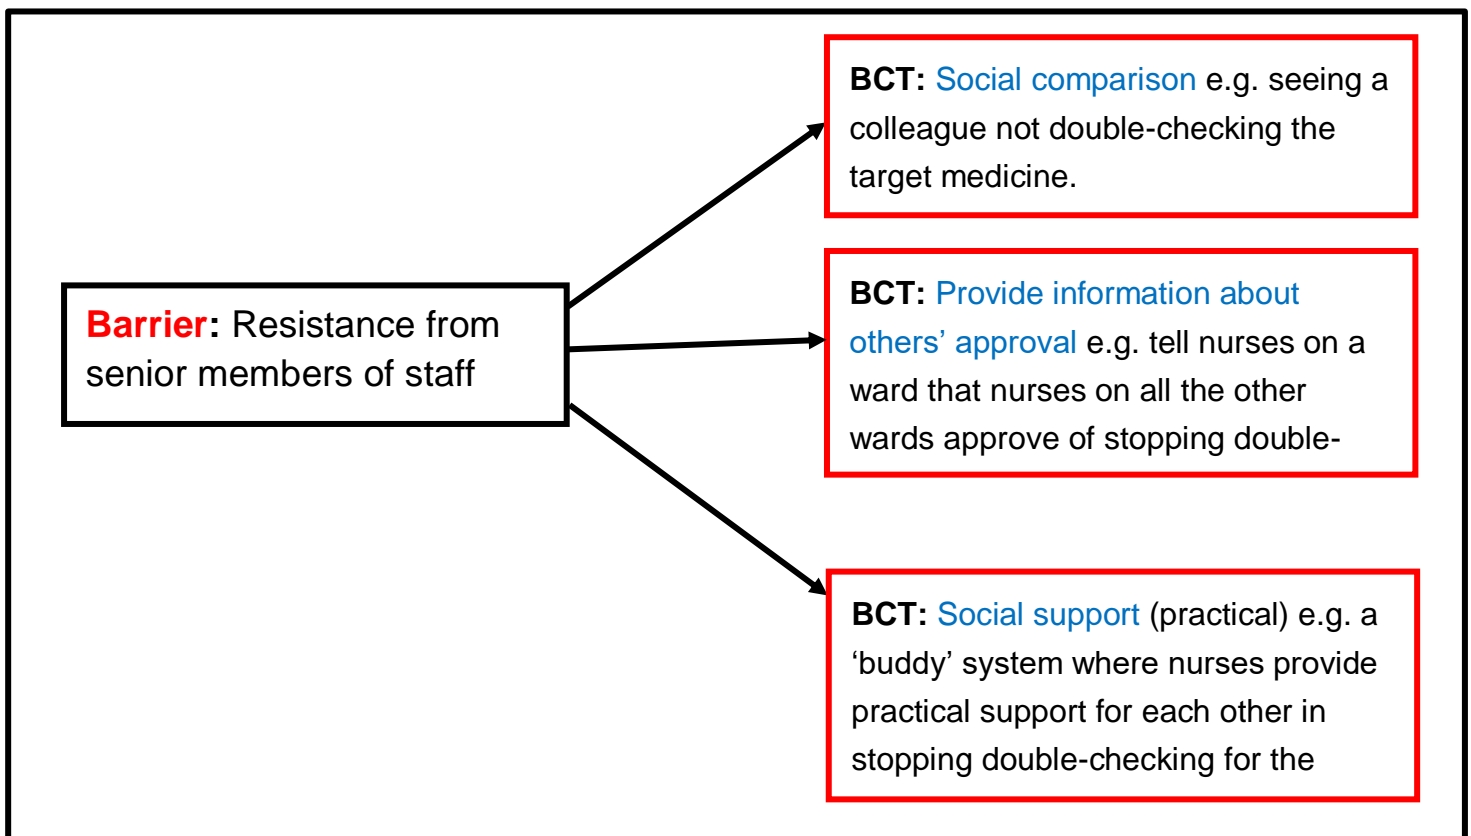 Barrier: Resistance from
senior members of staff
BCT: Social comparison e.g. seeing a
colleague not double-checking the
target medicine.
BCT: Provide information about
others’ approval e.g. tell nurses on a
ward that nurses on all the other
wards approve of stopping double-
BCT: Social support (practical) e.g. a
‘buddy’ system where nurses provide
practical support for each other in
stopping double-checking for the